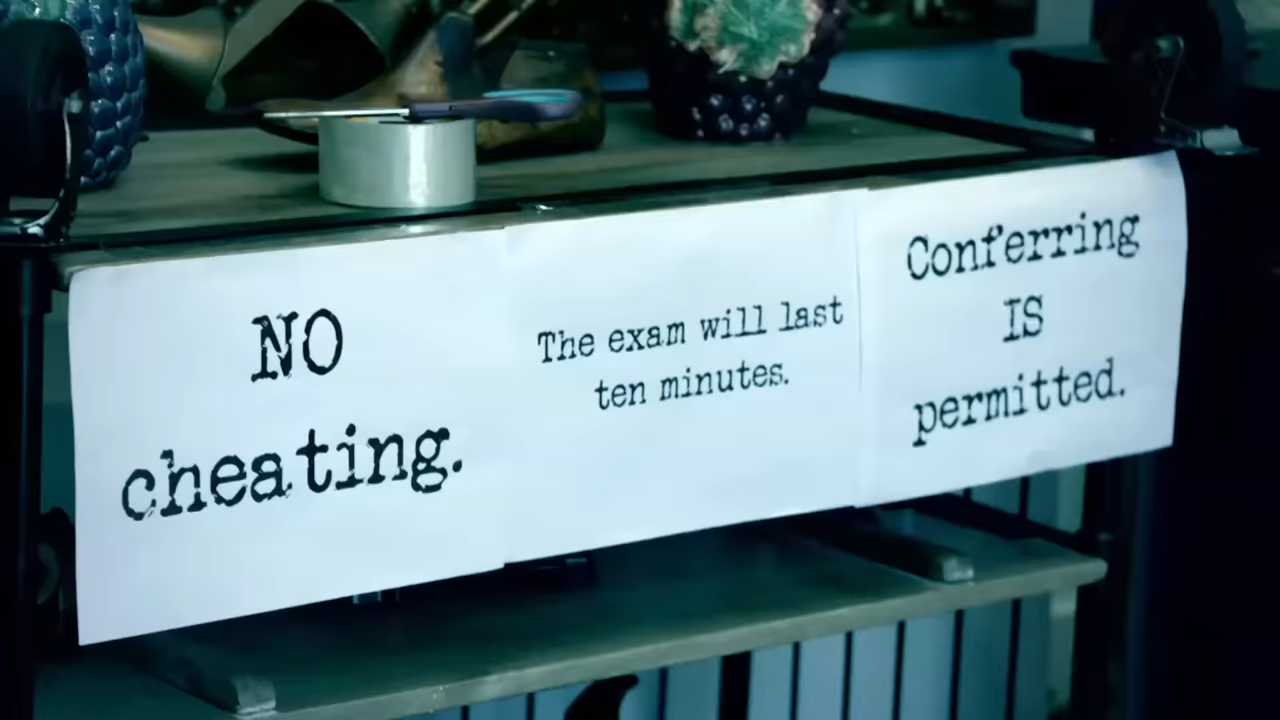 NO
cheating.
The exam will last
ten minutes.
Conferring
IS
permitted.